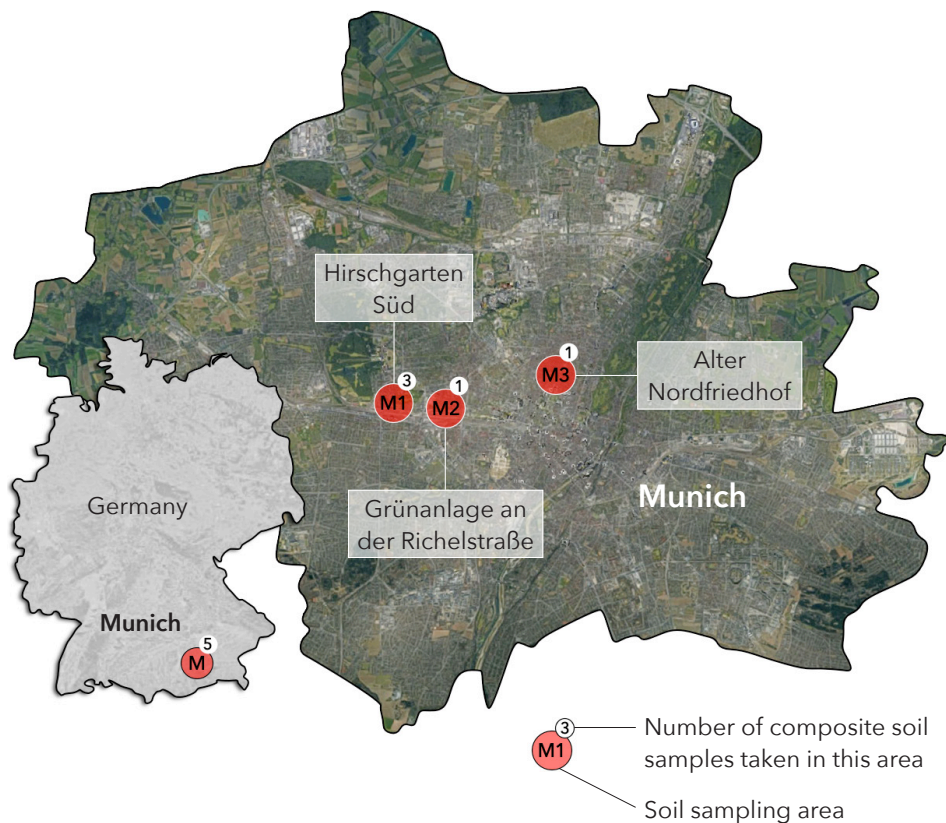 Hirschgarten
Süd
3
M1
1
M2
1
M3
Alter
Nordfriedhof
Grünanlage an
der Richelstraße
Munich
Germany
Munich
5
M
3
M1
Number of composite soil
samples taken in this area
Soil sampling area